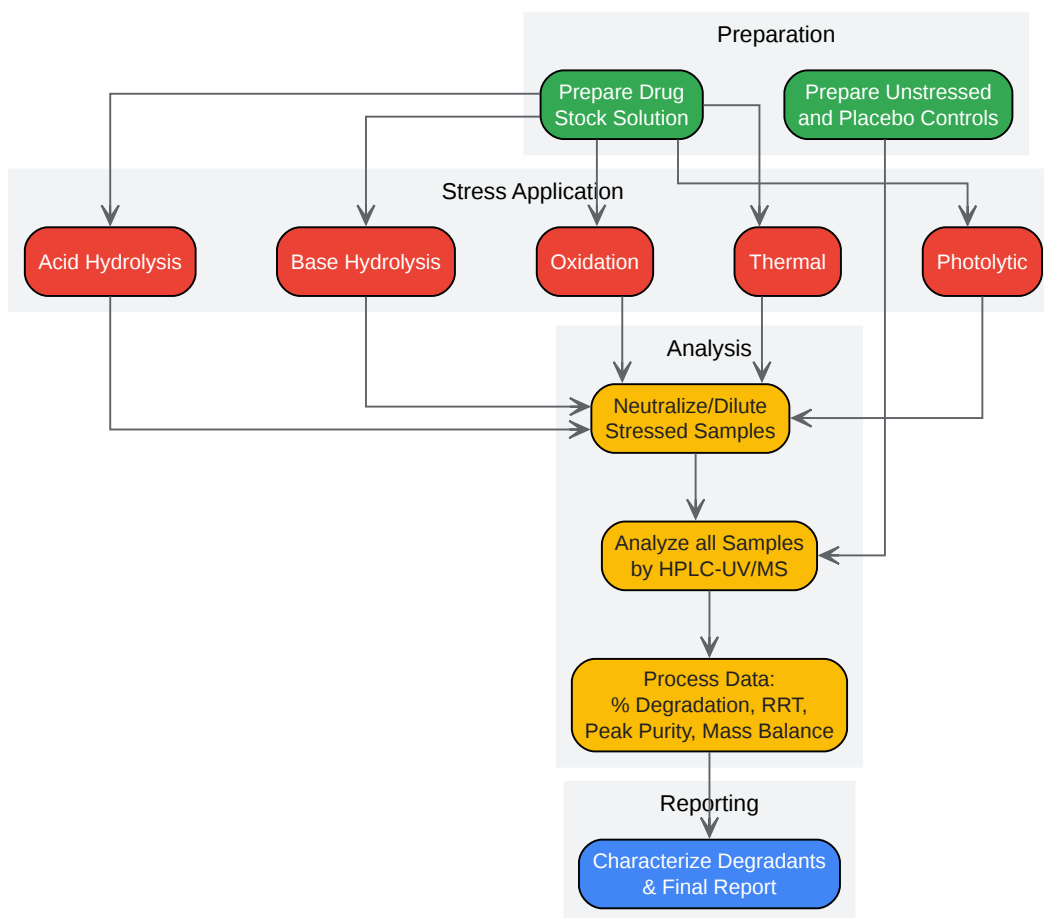 Preparation
Prepare Drug
Stock Solution
Prepare Unstressed
and Placebo Controls
Stress Application
Acid Hydrolysis
Base Hydrolysis
Oxidation
Thermal
Photolytic
Analysis
Neutralize/Dilute
Stressed Samples
Analyze all Samples
by HPLC-UV/MS
Process Data:
% Degradation, RRT,
Peak Purity, Mass Balance
Reporting
Characterize Degradants
& Final Report